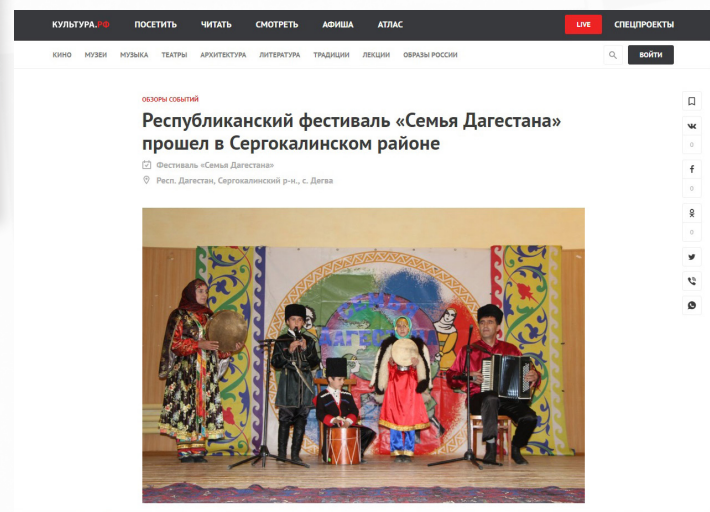 КУЛЬТУРА.РФ ПОСЕТИТЬ ЧИТАТЬ СМОТРЕТЬ АФИША АТЛАС LIVE СПЕЦПРОЕКТЫ
КИНО МУЗЕИ МУЗЫКА ТЕАТРЫ АРХИТЕКТУРА ЛИТЕРАТУРА ТРАДИЦИИ ЛЕКЦИИ ОБРАЗЫ РОССИИ ВОЙТИ
ОБЗОРЫ СОБЫТИЙ
Республиканский фестиваль «Семья Дагестана»
прошел в Сергокалинском районе
Фестиваль «Семья Дагестана»
Респ. Дагестан, Сергокалинский р-н., с. Дегва
0
0
0